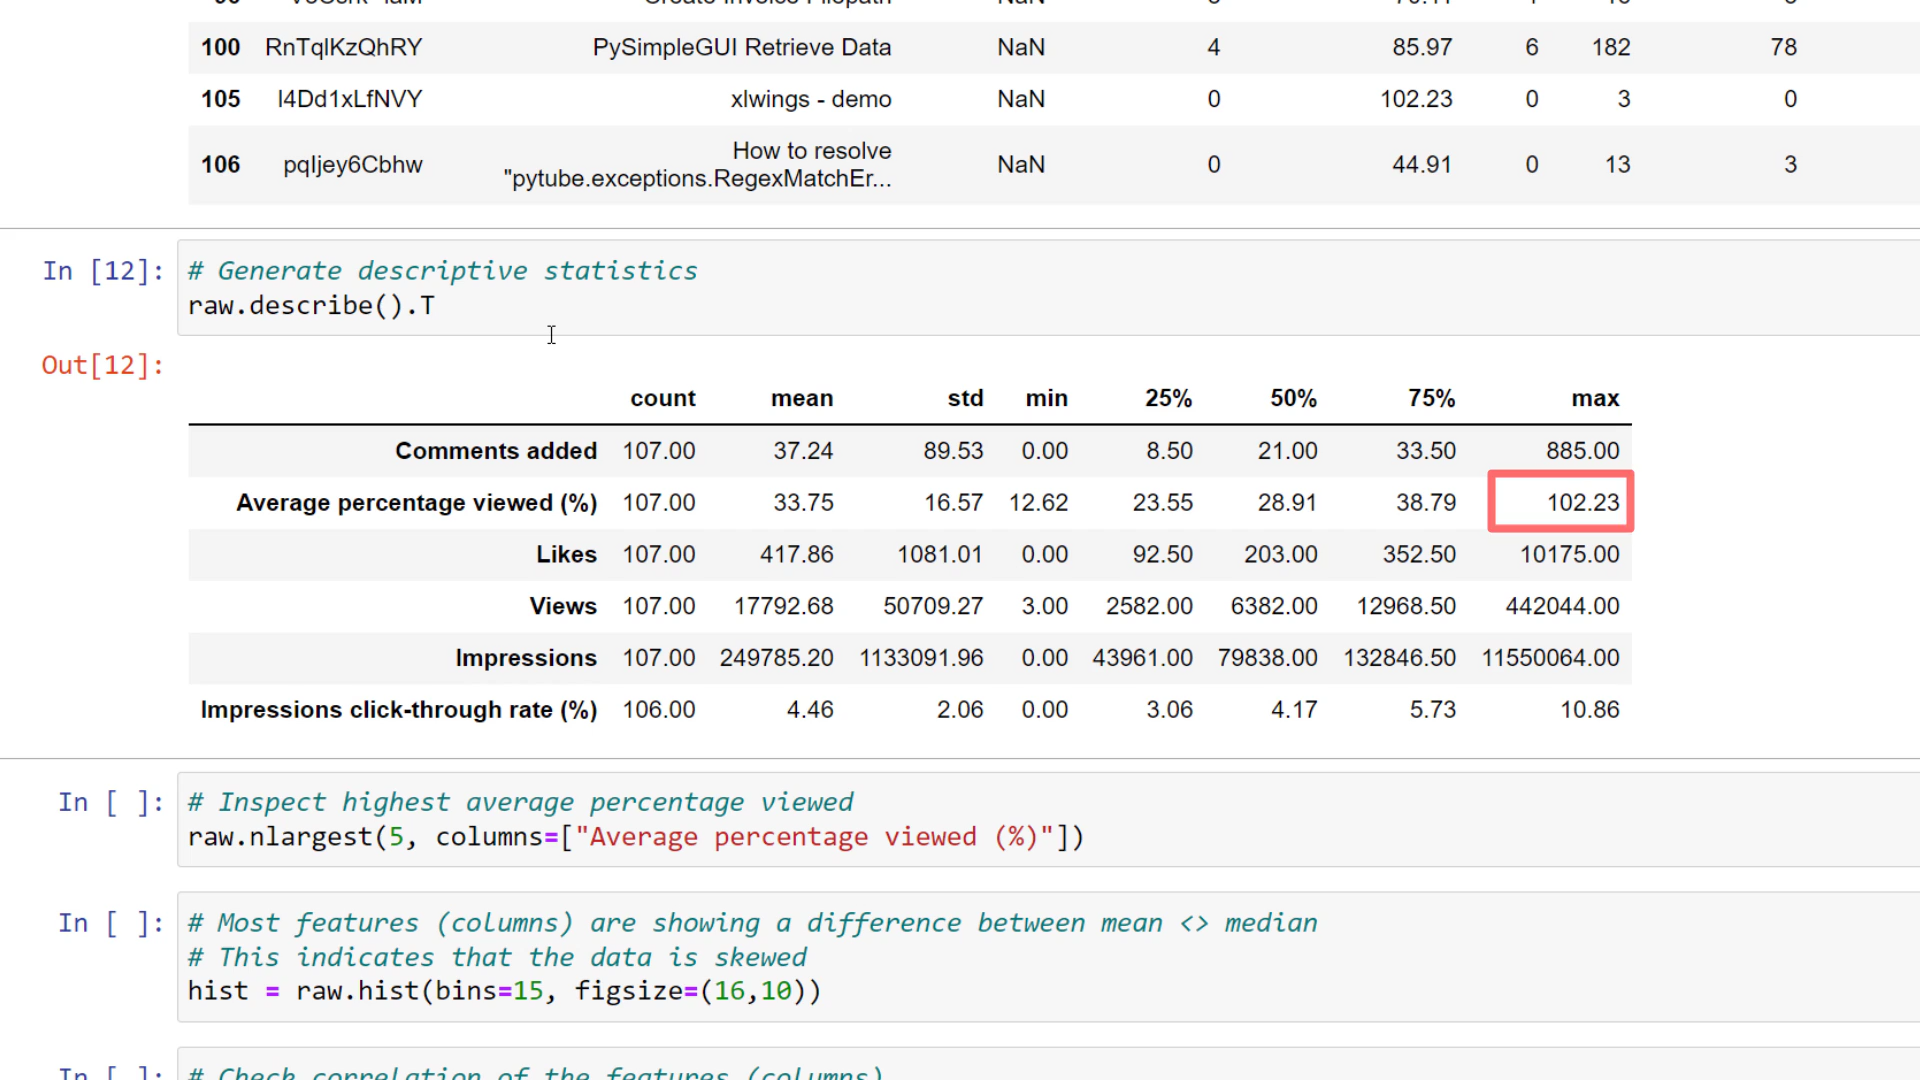 100 RnTqlKzQhRY PySimpleGUI Retrieve Data NaN 4 85.97 6 182 78
105 l4Dd1xLfNVY xlwings - demo NaN 0 102.23 0 3 0
106 pqljey6Cbhw How to resolve "pytube.exceptions.RegexMatchEr... NaN 0 44.91 0 13 3
In [12]: # Generate descriptive statistics
raw.describe().T
Out[12]:
count mean std min 25% 50% 75% max
Comments added 107.00 37.24 89.53 0.00 8.50 21.00 33.50 885.00
Average percentage viewed (%) 107.00 33.75 16.57 12.62 23.55 28.91 38.79 102.23
Likes 107.00 417.86 1081.01 0.00 92.50 203.00 352.50 10175.00
Views 107.00 17792.68 50709.27 3.00 2582.00 6382.00 12968.50 442044.00
Impressions 107.00 249785.20 1133091.96 0.00 43961.00 79838.00 132846.50 11550064.00
Impressions click-through rate (%) 106.00 4.46 2.06 0.00 3.06 4.17 5.73 10.86
In [ ]: # Inspect highest average percentage viewed
raw.nlargest(5, columns=["Average percentage viewed (%)"])
In [ ]: # Most features (columns) are showing a difference between mean <> median
# This indicates that the data is skewed
hist = raw.hist(bins=15, figsize=(16,10))
In [ ]: # Check correlation of the features (columns)